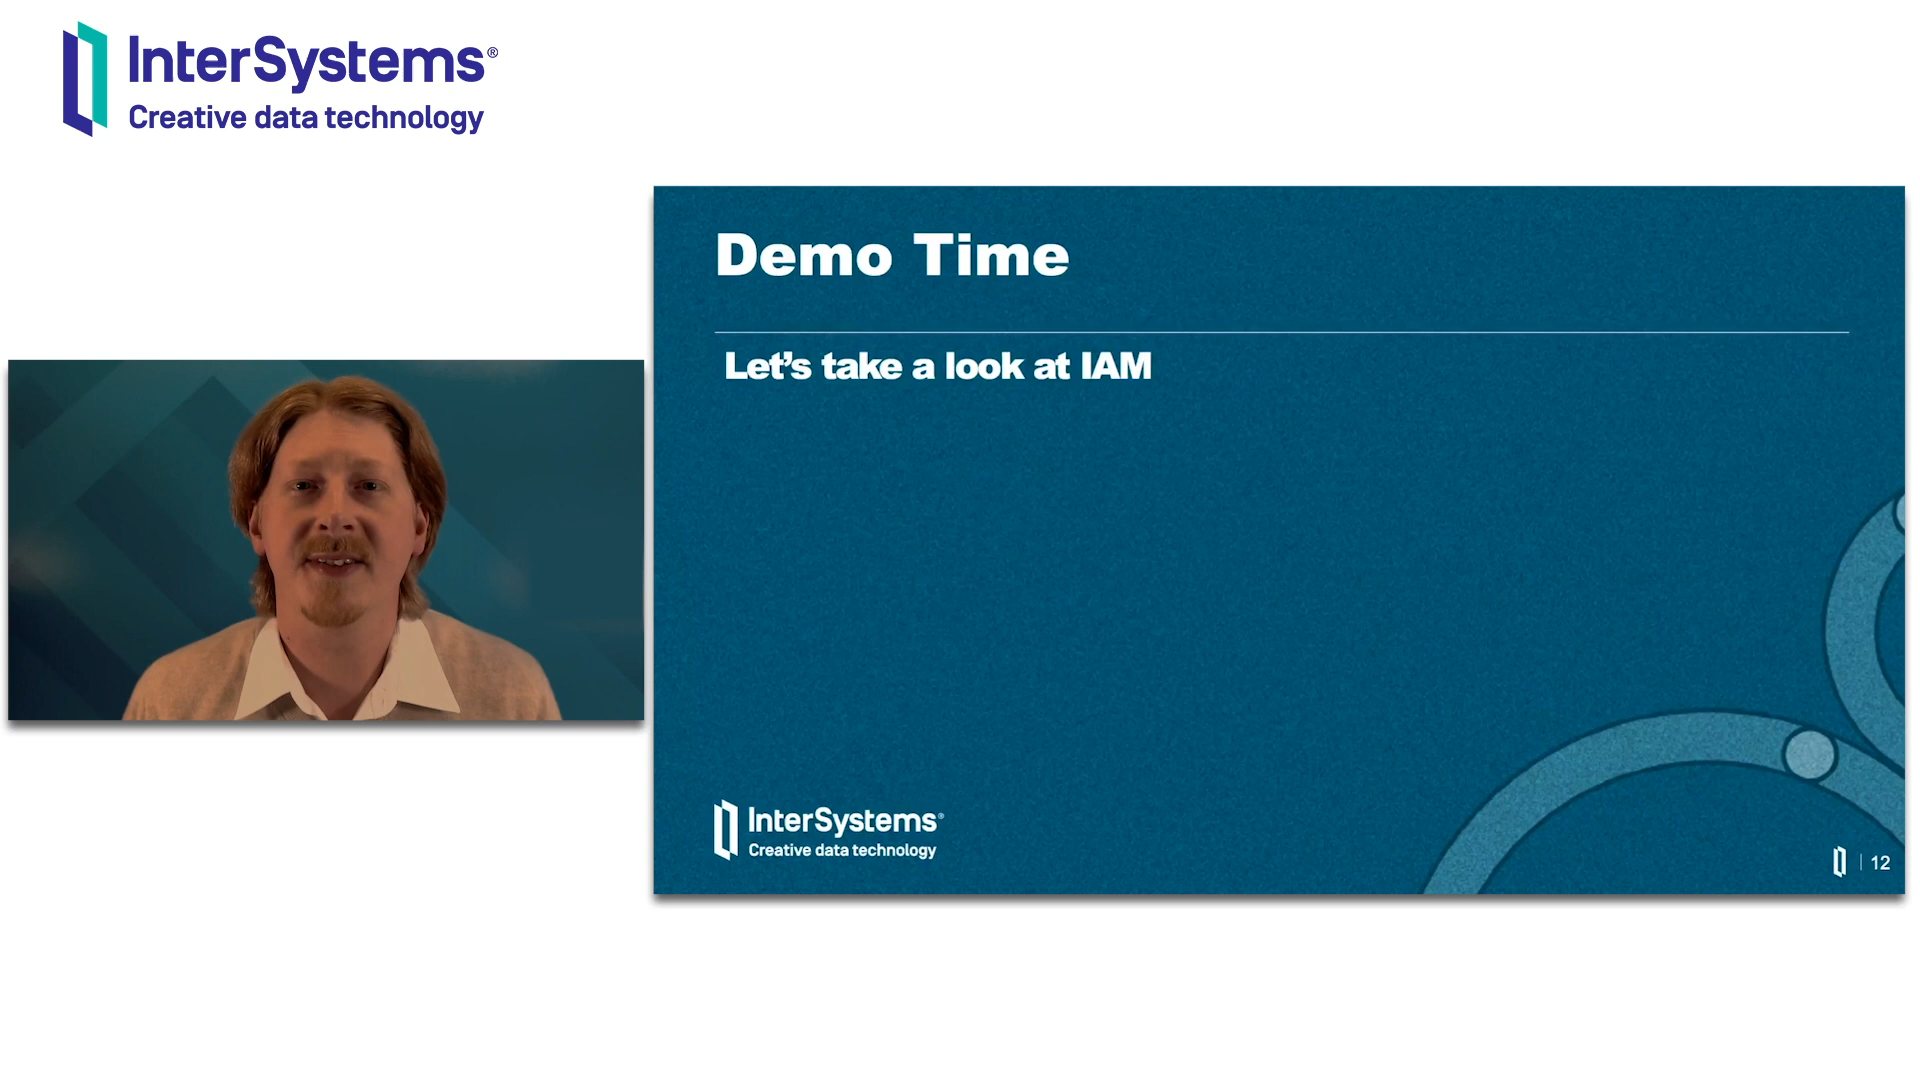 InterSystems®
Creative data technology
Demo Time
Let’s take a look at IAM
InterSystems®
Creative data technology
12